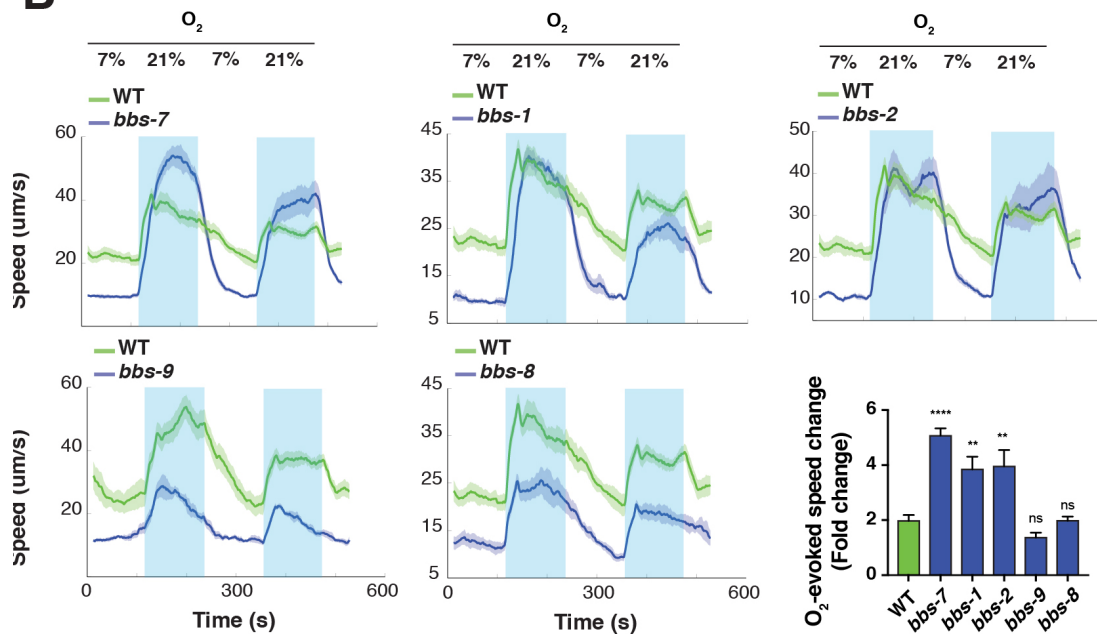 B
O2
7% 21% 7% 21%
WT
bbs-7
60
40
20
Speed (um/s)
O2
7% 21% 7% 21%
WT
bbs-1
45
35
25
15
5
O2
7% 21% 7% 21%
WT
bbs-2
50
40
30
20
10
WT
bbs-9
60
40
20
Speed (um/s)
0 300 600
Time (s)
WT
bbs-8
45
35
25
15
5
0 300 600
Time (s)
O2-evoked speed change
(Fold change)
6
4
2
0
****
**
**
ns
ns
WT
bbs-7
bbs-1
bbs-2
bbs-9
bbs-8